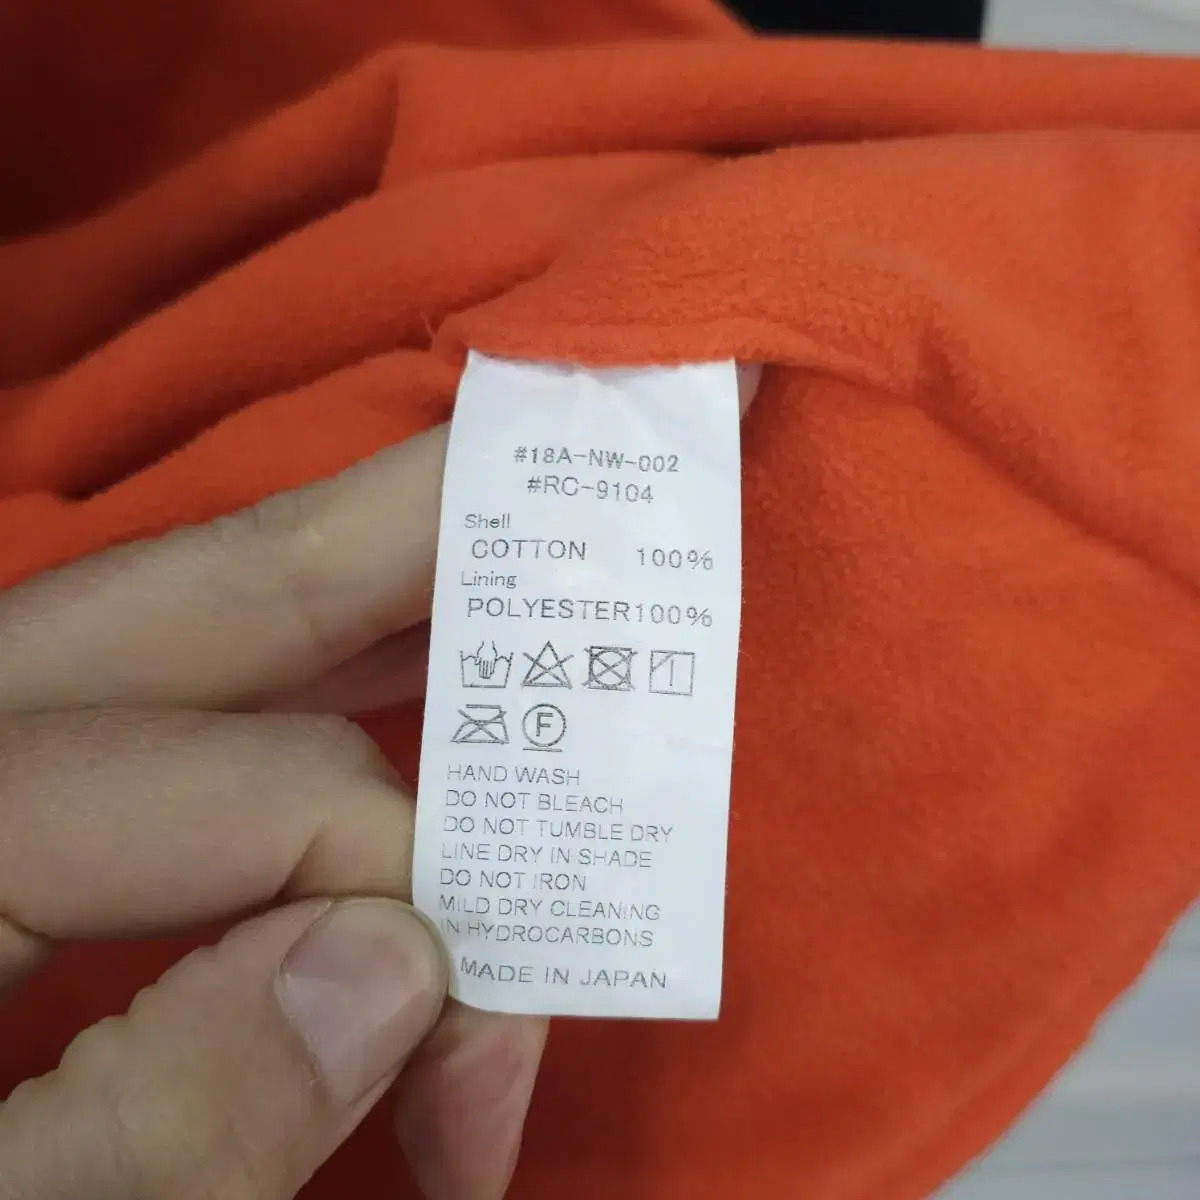 #18A-NW-002
#RC-9104
Shell
COTTON 100%
Lining
POLYESTER100%
F
HAND WASH
DO NOT BLEACH
DO NOT TUMBLE DRY
LINE DRY IN SHADE
DO NOT IRON
MILD DRY CLEANING
IN HYDROCARBONS
MADE IN JAPAN